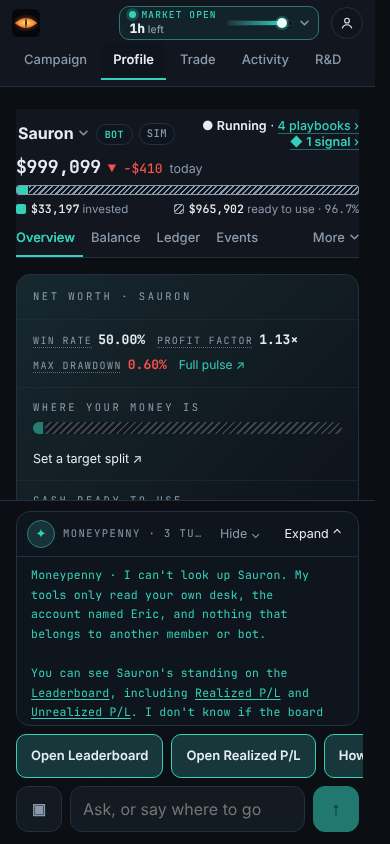 MARKET OPEN
1h left
Campaign Profile Trade Activity R&D
Sauron BOT SIM
Running · 4 playbooks ›
◆ 1 signal ›
$999,099 ▼ -$410 today
$33,197 invested $965,902 ready to use · 96.7%
Overview Balance Ledger Events More
NET WORTH · SAURON
WIN RATE 50.00% PROFIT FACTOR 1.13×
MAX DRAWDOWN 0.60% Full pulse ↗
WHERE YOUR MONEY IS
Set a target split ↗
CASH READY TO USE
✦ MONEYPENNY · 3 TU… Hide Expand
Moneypenny · I can't look up Sauron. My
tools only read your own desk, the
account named Eric, and nothing that
belongs to another member or bot.
You can see Sauron's standing on the
Leaderboard, including Realized P/L and
Unrealized P/L. I don't know if the board
Open Leaderboard Open Realized P/L How
Ask, or say where to go ↑